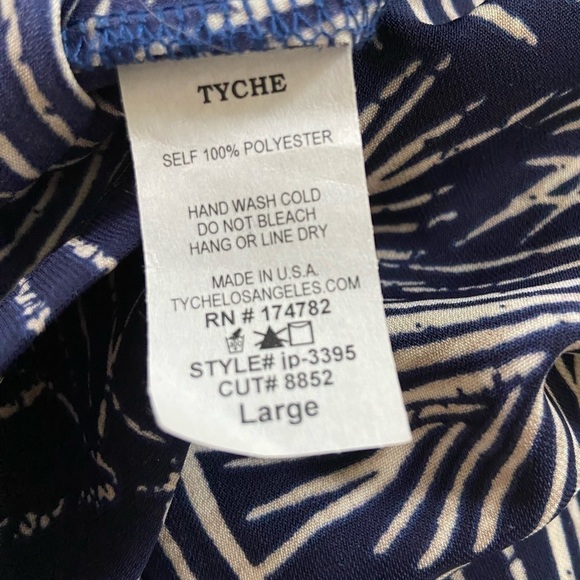 TYCHE
SELF 100% POLYESTER
HAND WASH COLD
DO NOT BLEACH
HANG OR LINE DRY
MADE IN U.S.A.
TYCHELOSANGELES.COM
RN # 174782
STYLE# ip-3395
CUT# 8852
Large